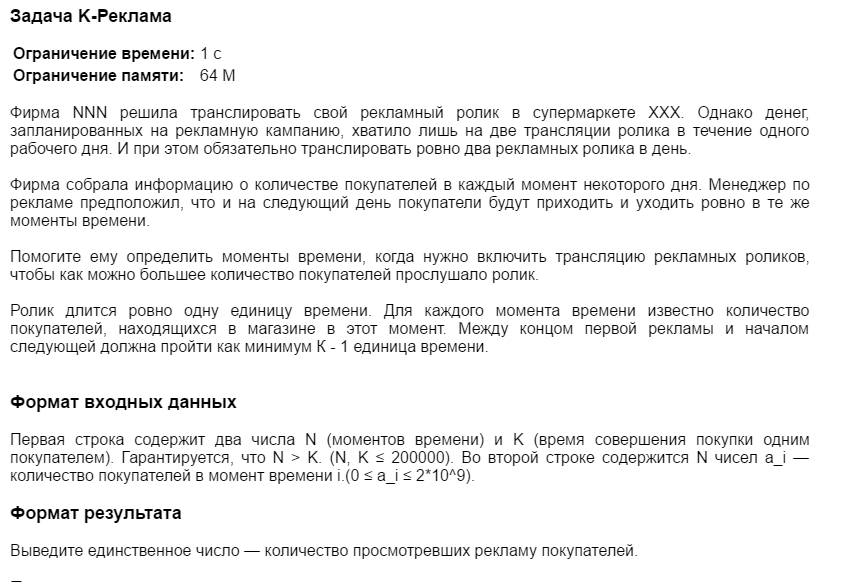 Задача K-Реклама
Ограничение времени: 1 с
Ограничение памяти: 64 М
Фирма NNN решила транслировать свой рекламный ролик в супермаркете XXX. Однако денег,
запланированных на рекламную кампанию, хватило лишь на две трансляции ролика в течение одного
рабочего дня. И при этом обязательно транслировать ровно два рекламных ролика в день.
Фирма собрала информацию о количестве покупателей в каждый момент некоторого дня. Менеджер по
рекламе предположил, что и на следующий день покупатели будут приходить и уходить ровно в те же
моменты времени.
Помогите ему определить моменты времени, когда нужно включить трансляцию рекламных роликов,
чтобы как можно большее количество покупателей прослушало ролик.
Ролик длится ровно одну единицу времени. Для каждого момента времени известно количество
покупателей, находящихся в магазине в этот момент. Между концом первой рекламы и началом
следующей должна пройти как минимум К - 1 единица времени.
Формат входных данных
Первая строка содержит два числа N (моментов времени) и K (время совершения покупки одним
покупателем). Гарантируется, что N > K. (N, K ≤ 200000). Во второй строке содержится N чисел a_i —
количество покупателей в момент времени i.(0 ≤ a_i ≤ 2*10^9).
Формат результата
Выведите единственное число — количество просмотревших рекламу покупателей.